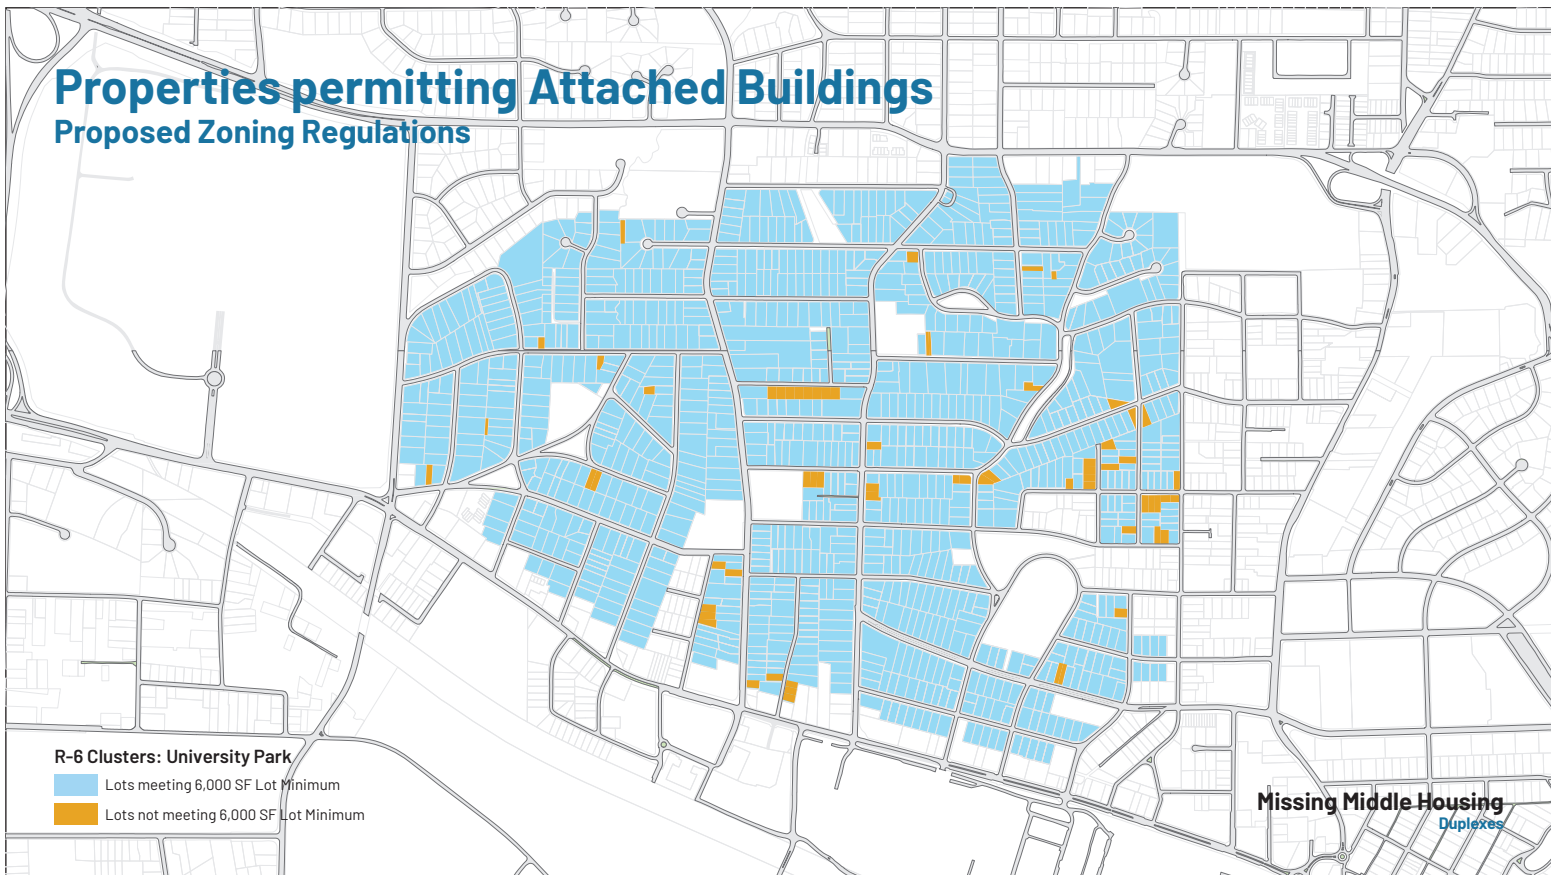 Properties permitting Attached Buildings
Proposed Zoning Regulations
R-6 Clusters: University Park
Lots meeting 6,000 SF Lot Minimum
Lots not meeting 6,000 SF Lot Minimum
Missing Middle Housing
Duplexes